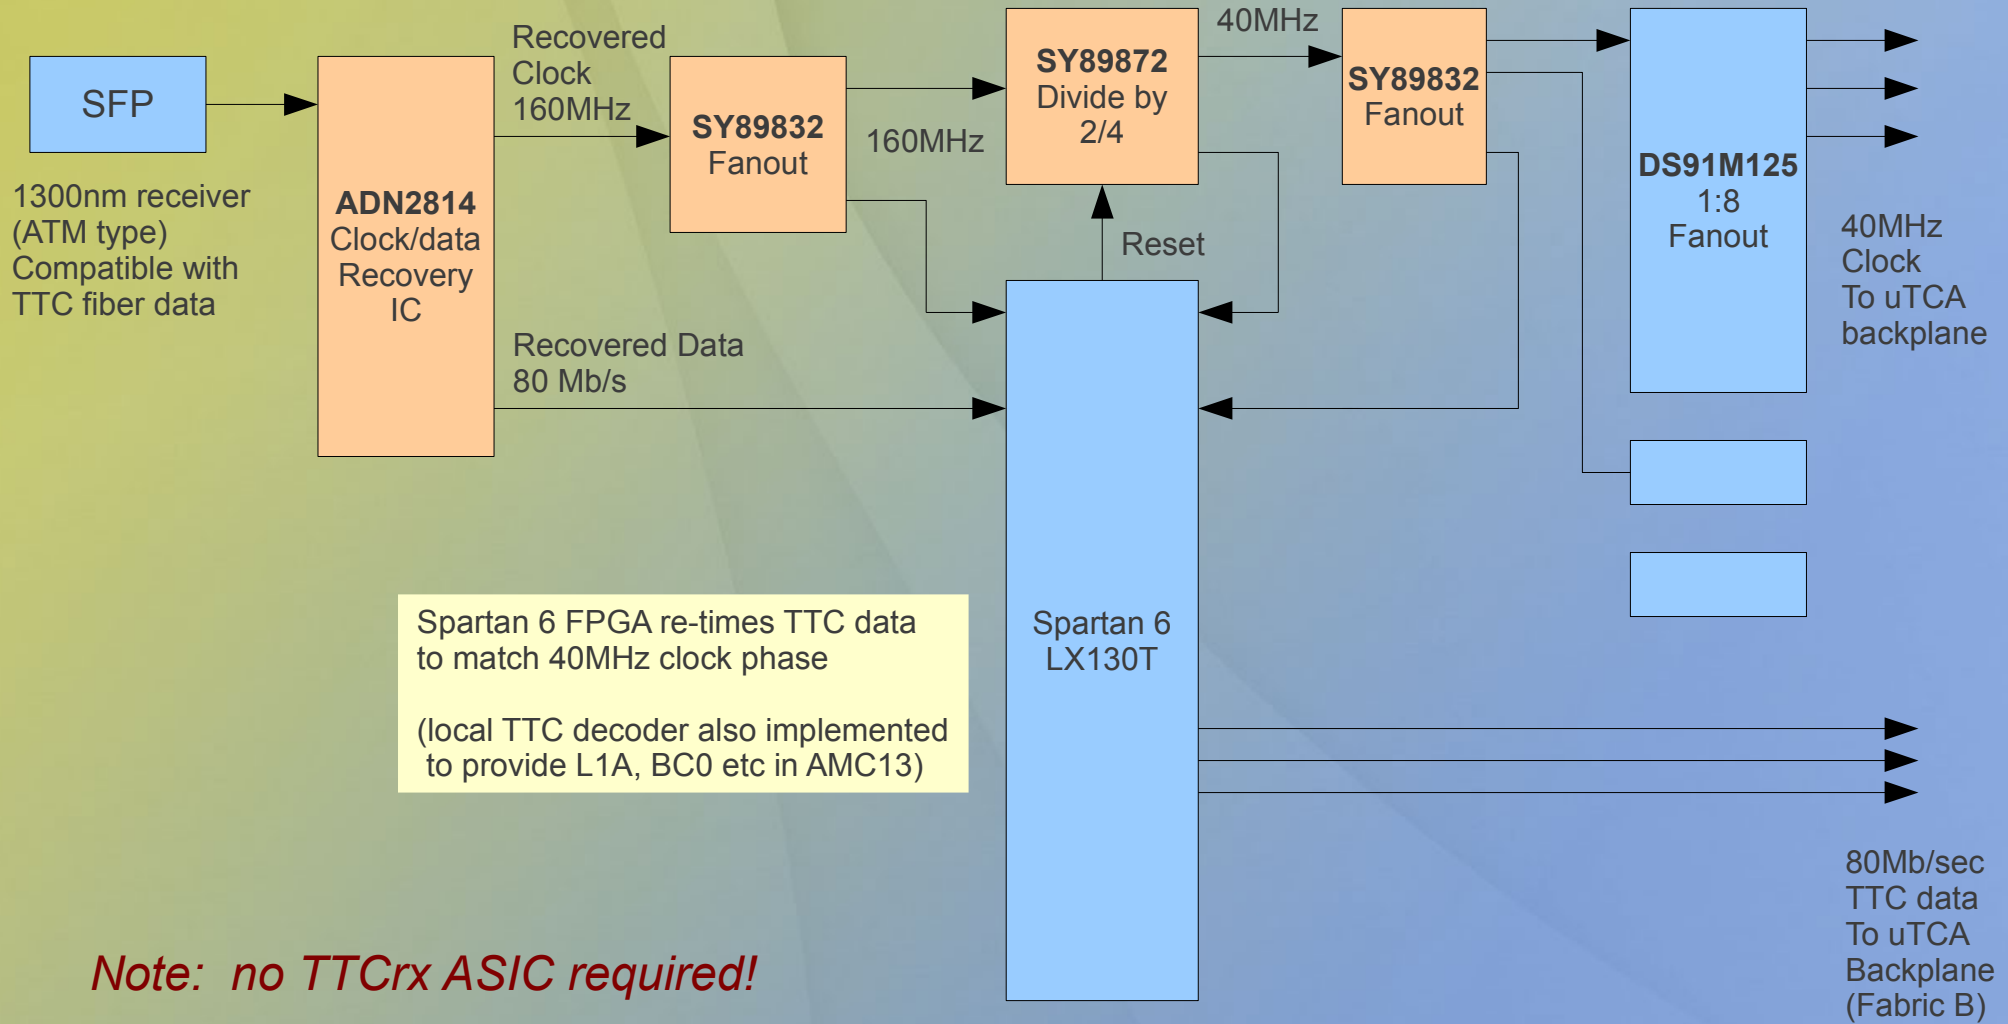 SFP
1300nm receiver
(ATM type)
Compatible with
TTC fiber data
ADN2814
Clock/data
Recovery
IC
Recovered
Clock
160MHz
Recovered Data
80 Mb/s
SY89832
Fanout
160MHz
SY89872
Divide by
2/4
Reset
40MHz
SY89832
Fanout
DS91M125
1:8
Fanout
40MHz
Clock
To uTCA
backplane
Spartan 6 FPGA re-times TTC data
to match 40MHz clock phase
(local TTC decoder also implemented
to provide L1A, BC0 etc in AMC13)
Spartan 6
LX130T
80Mb/sec
TTC data
To uTCA
Backplane
(Fabric B)
Note: no TTCrx ASIC required!